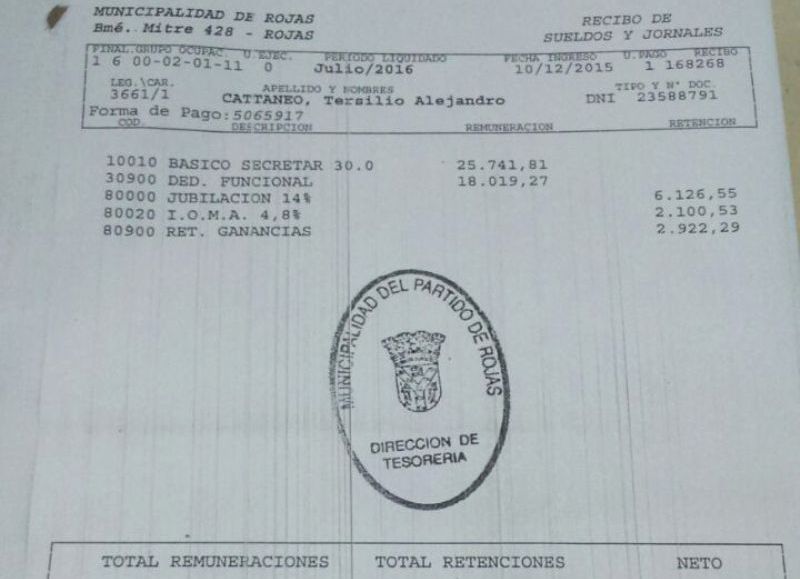 MUNICIPALIDAD DE ROJAS
RECIBO DE
Bmé. Mitre 428 - ROJAS
SUELDOS Y JORNALES
FINAL.GRUPO OCUPAC. U.EJEC. PERIODO LIQUIDADO FECHA INGRESO U.PAGO RECIBO
1 6 00-02-01-11 0 Julio/2016 10/12/2015 1 168268
LEG.\CAR. APELLIDO Y NOMBRES TIPO Y N° DOC.
3661/1 CATTANEO, Tersilio Alejandro DNI 23588791
Forma de Pago:5065917
COD. DESCRIPCION REMUNERACION RETENCION
10010 BASICO SECRETAR 30.0 25.741,81
30900 DED. FUNCIONAL 18.019,27
80000 JUBILACION 14% 6.126,55
80020 I.O.M.A. 4,8% 2.100,53
80900 RET. GANANCIAS 2.922,29
MUNICIPALIDAD DEL PARTIDO DE ROJAS
DIRECCION DE
TESORERIA
TOTAL REMUNERACIONES TOTAL RETENCIONES NETO